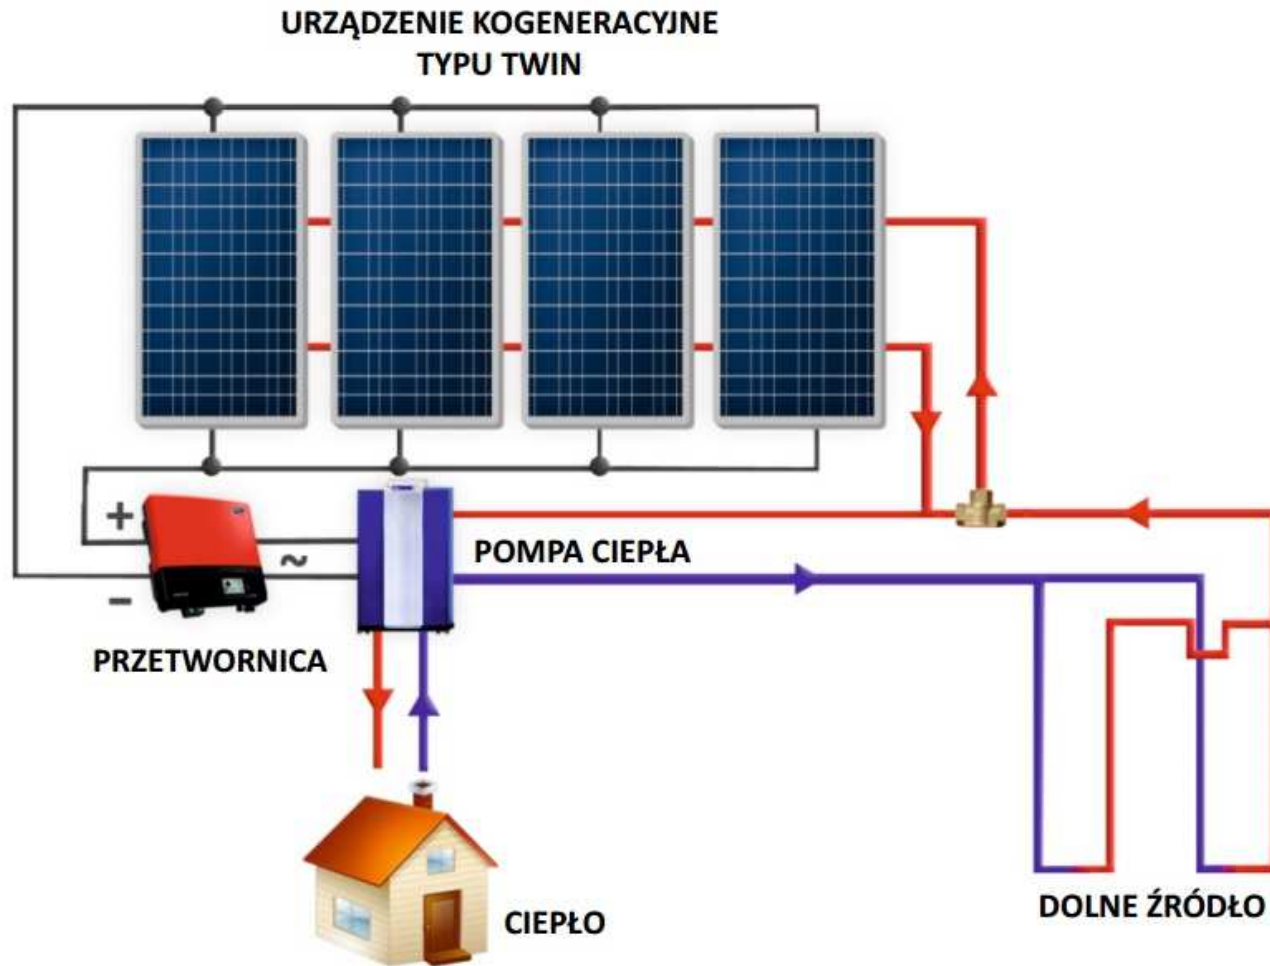 URZĄDZENIE KOGENERACYJNE
TYPU TWIN
+
~
POMPA CIEPŁA
−
PRZETWORNICA
CIEPŁO
DOLNE ŹRÓDŁO